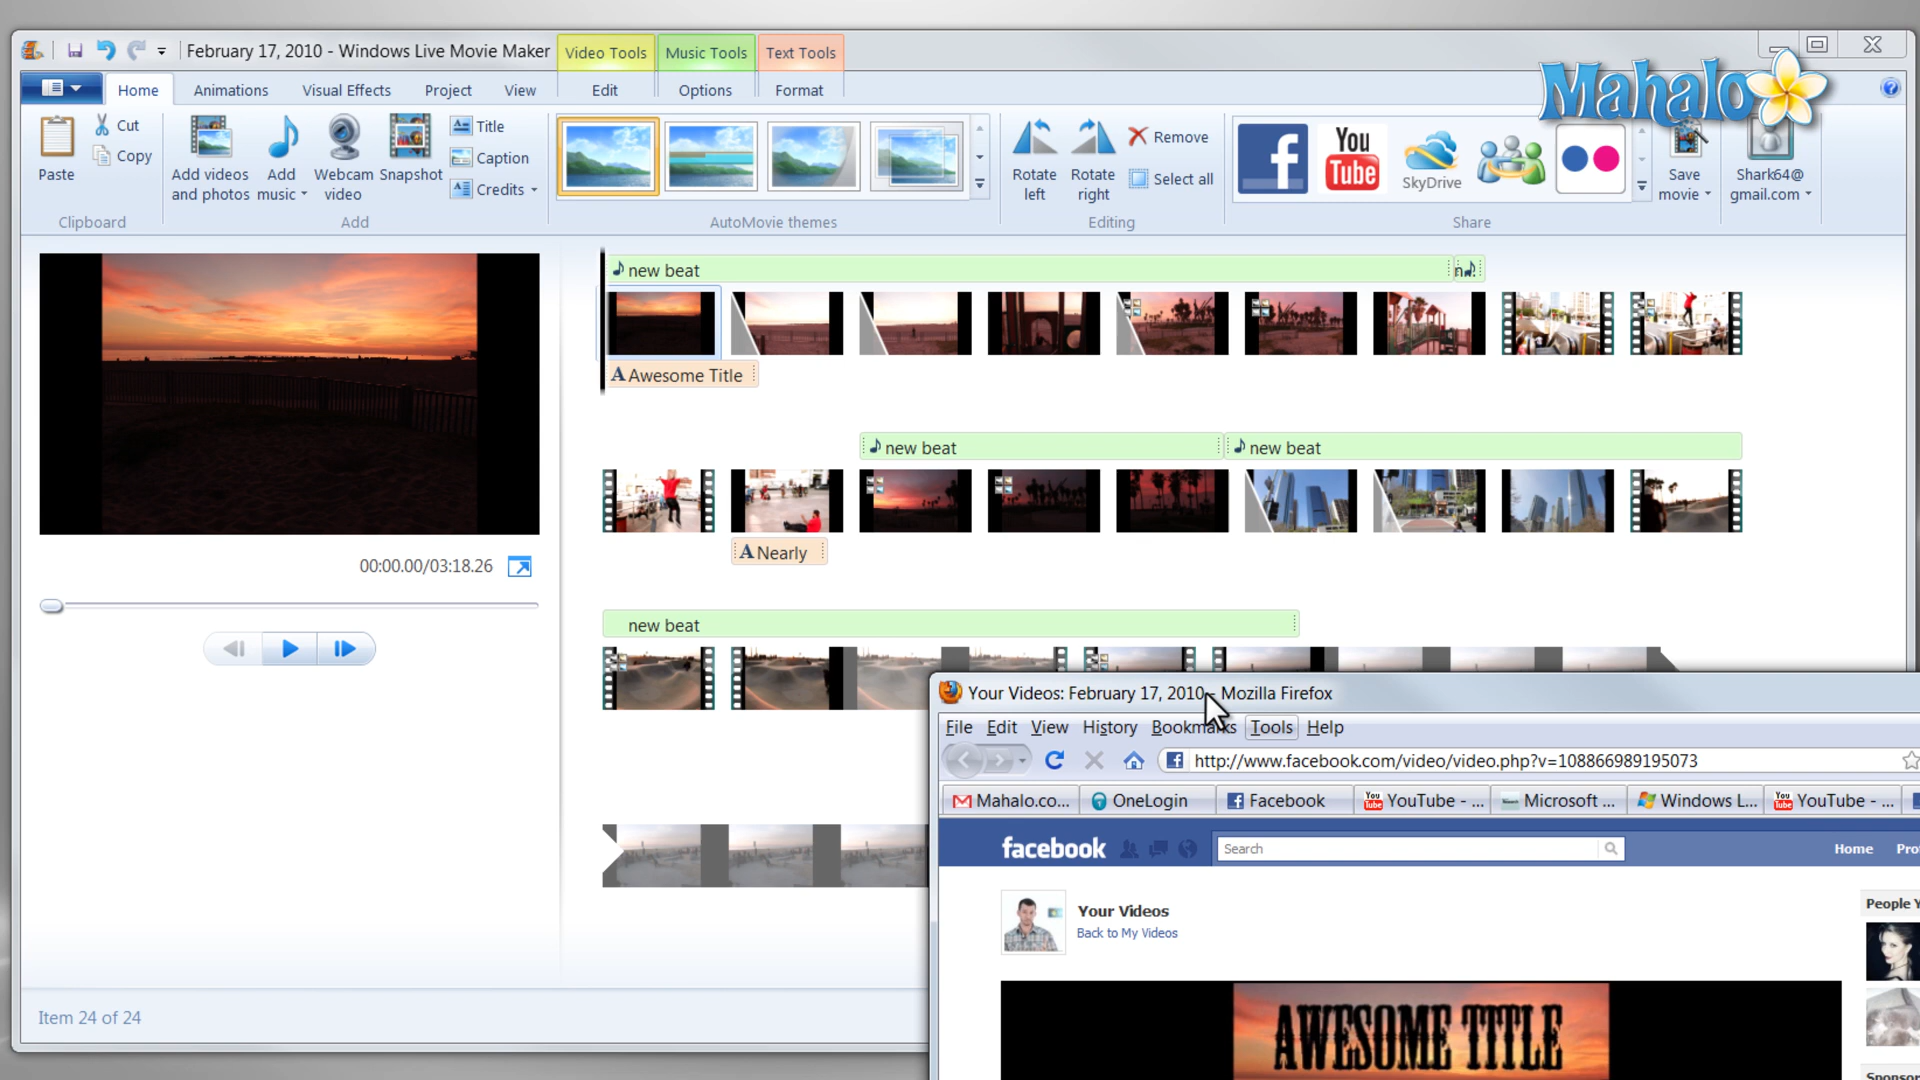 February 17, 2010 - Windows Live Movie Maker
Video Tools
Music Tools
Text Tools
Mahalo
Home
Animations
Visual Effects
Project
View
Edit
Options
Format
Paste
Cut
Copy
Clipboard
Add videos and photos
Add music
Webcam video
Snapshot
Title
Caption
Credits
Add
AutoMovie themes
Rotate left
Rotate right
Remove
Select all
Editing
You Tube
SkyDrive
Share
Save movie
Shark64@ gmail.com
new beat
n
Awesome Title
new beat
new beat
Nearly
new beat
00:00.00/03:18.26
Item 24 of 24
Your Videos: February 17, 2010 - Mozilla Firefox
File Edit View History Bookmarks Tools Help
http://www.facebook.com/video/video.php?v=108866989195073
Mahalo.co...
OneLogin
Facebook
YouTube - ...
Microsoft ...
Windows L...
YouTube - ...
facebook
Search
Home
Pro
Your Videos
Back to My Videos
People Y
AWESOME TITLE
Sponsor